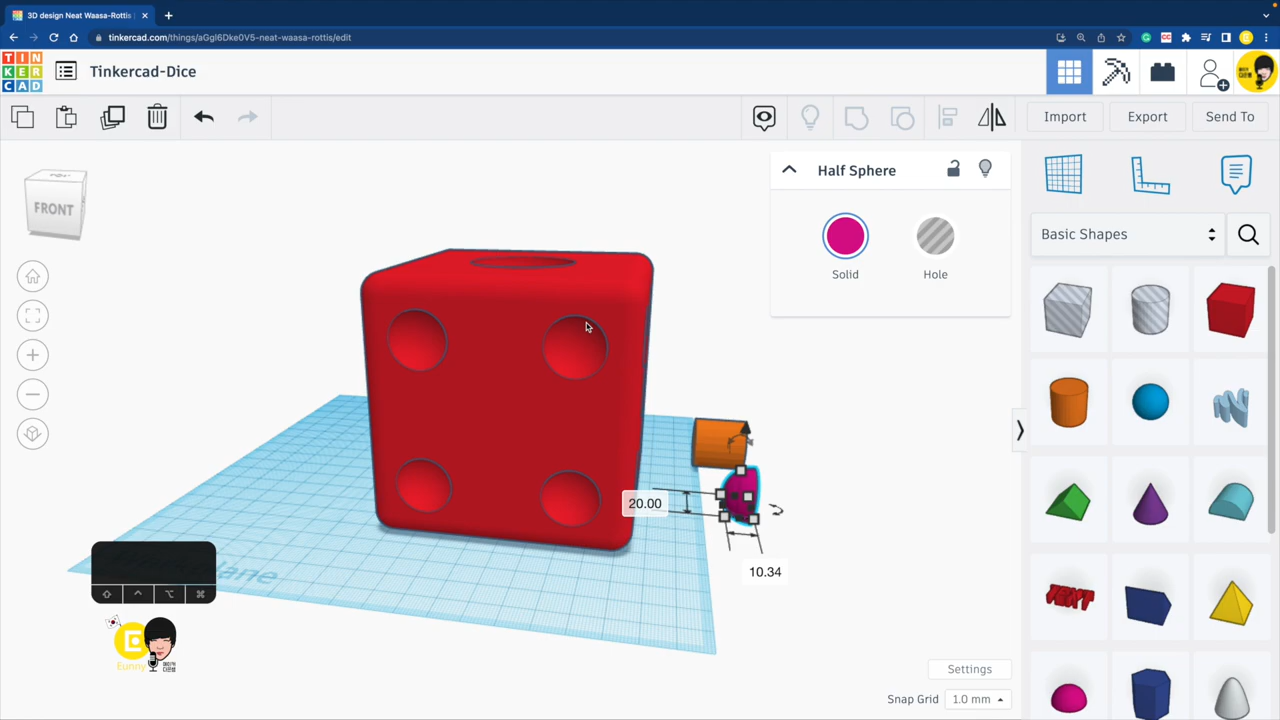 3D design Neat Waasa-Rottis
tinkercad.com/things/aGgl6Dke0V5-neat-waasa-rottis/edit
TIN
KER
CAD
Tinkercad-Dice
Import
Export
Send To
FRONT
Half Sphere
Solid
Hole
Basic Shapes
TEXT
20.00
10.34
Eunny
Settings
Snap Grid
1.0 mm